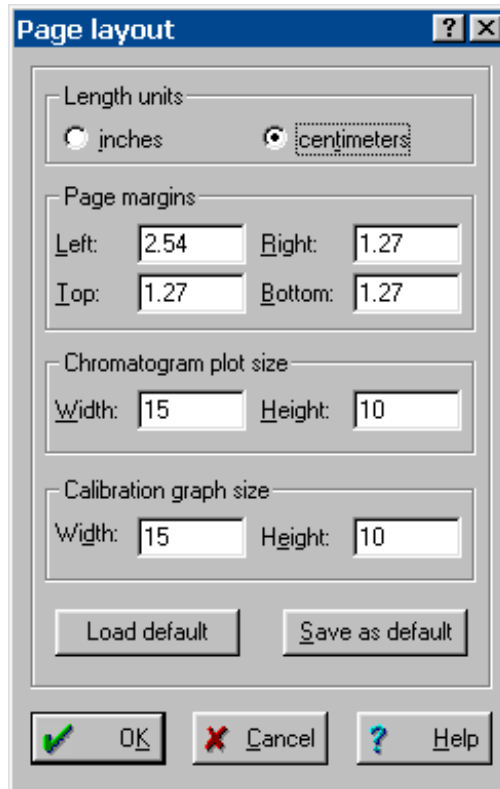 Page layout
Length units
inches centimeters
Page margins
Left: 2.54 Right: 1.27
Top: 1.27 Bottom: 1.27
Chromatogram plot size
Width: 15 Height: 10
Calibration graph size
Width: 15 Height: 10
Load default Save as default
OK Cancel ? Help